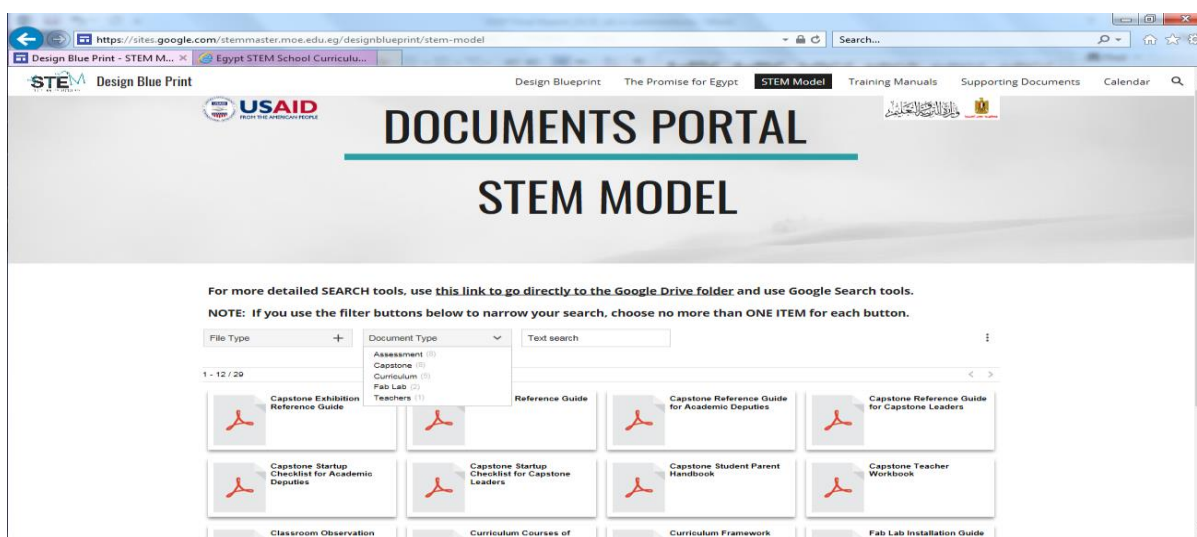 https://sites.google.com/stemmaster.moe.edu.eg/designblueprint/stem-model
Search...
Design Blue Print - STEM M...
Egypt STEM School Curriculu...
STEM
Design Blue Print
Design Blueprint
The Promise for Egypt
STEM Model
Training Manuals
Supporting Documents
Calendar
USAID
FROM THE AMERICAN PEOPLE
DOCUMENTS PORTAL
STEM MODEL
For more detailed SEARCH tools, use this link to go directly to the Google Drive folder and use Google Search tools.
NOTE: If you use the filter buttons below to narrow your search, choose no more than ONE ITEM for each button.
File Type +
Document Type
Text search
Assessment (8)
Capstone (8)
Curriculum (5)
Fab Lab (2)
Teachers (1)
1 - 12 / 29
< >
Capstone Exhibition
Reference Guide
Reference Guide
Capstone Reference Guide
for Academic Deputies
Capstone Reference Guide
for Capstone Leaders
Capstone Startup
Checklist for Academic
Deputies
Capstone Startup
Checklist for Capstone
Leaders
Capstone Student Parent
Handbook
Capstone Teacher
Workbook
Classroom Observation
Curriculum Courses of
Curriculum Framework
Fab Lab Installation Guide